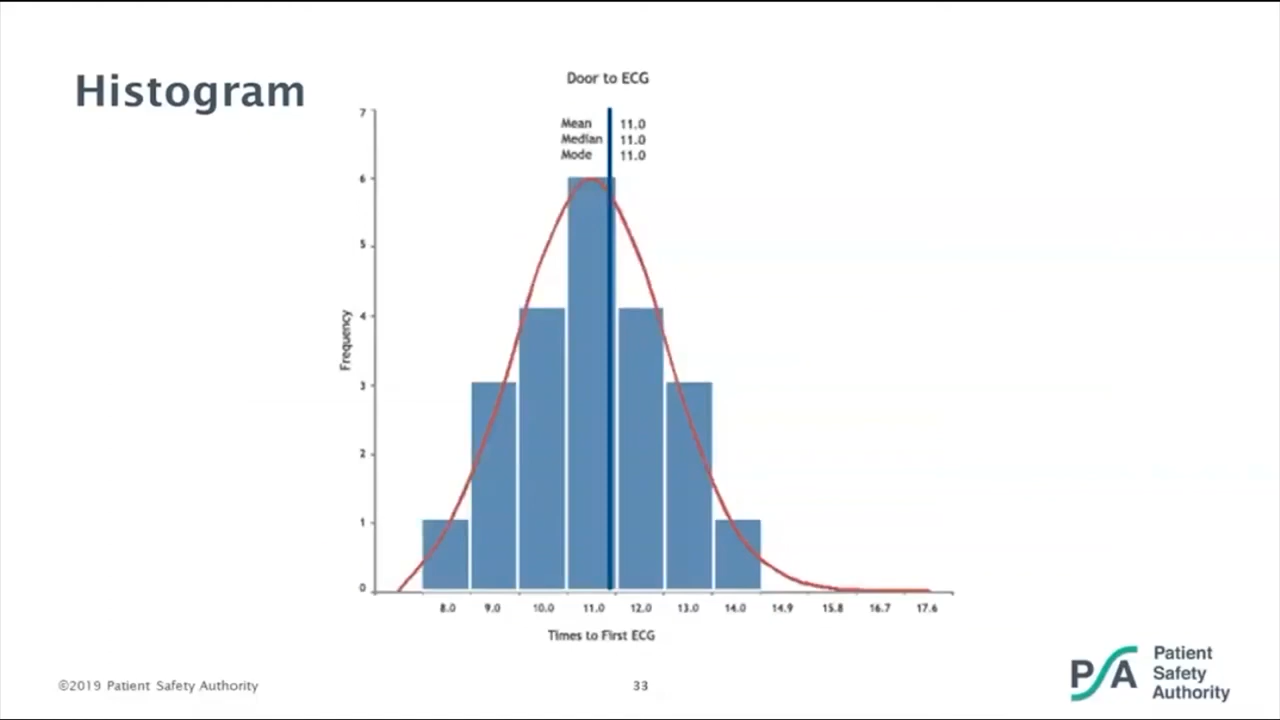 Histogram
Door to ECG
Mean 11.0
Median 11.0
Mode 11.0
7
6
5
4
3
2
1
0
Frequency
8.0 9.0 10.0 11.0 12.0 13.0 14.0 14.9 15.8 16.7 17.6
Times to First ECG
©2019 Patient Safety Authority
33
PSA
Patient
Safety
Authority